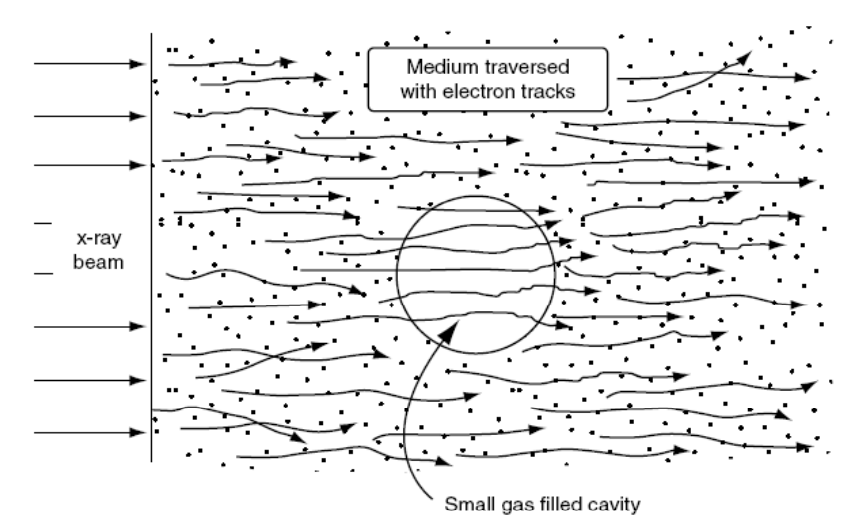 Medium traversed
with electron tracks
x-ray
beam
Small gas filled cavity